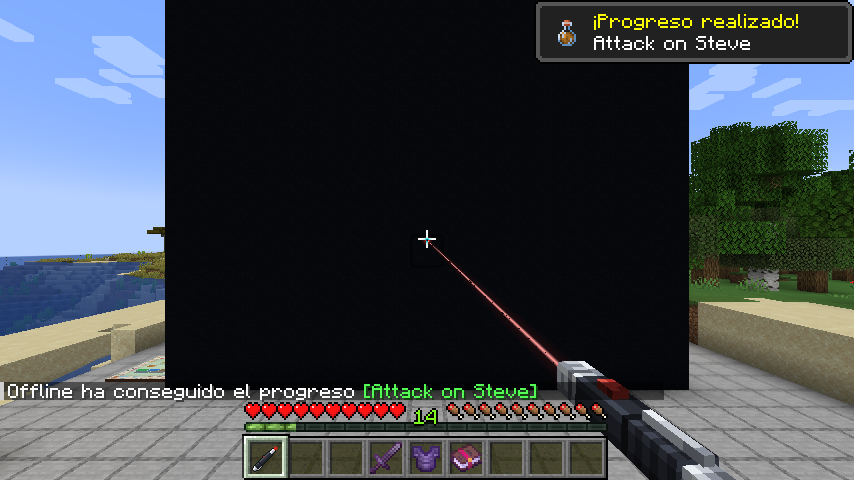 ¡Progreso realizado!
Attack on Steve
Offline ha conseguido el progreso [Attack on Steve]
14